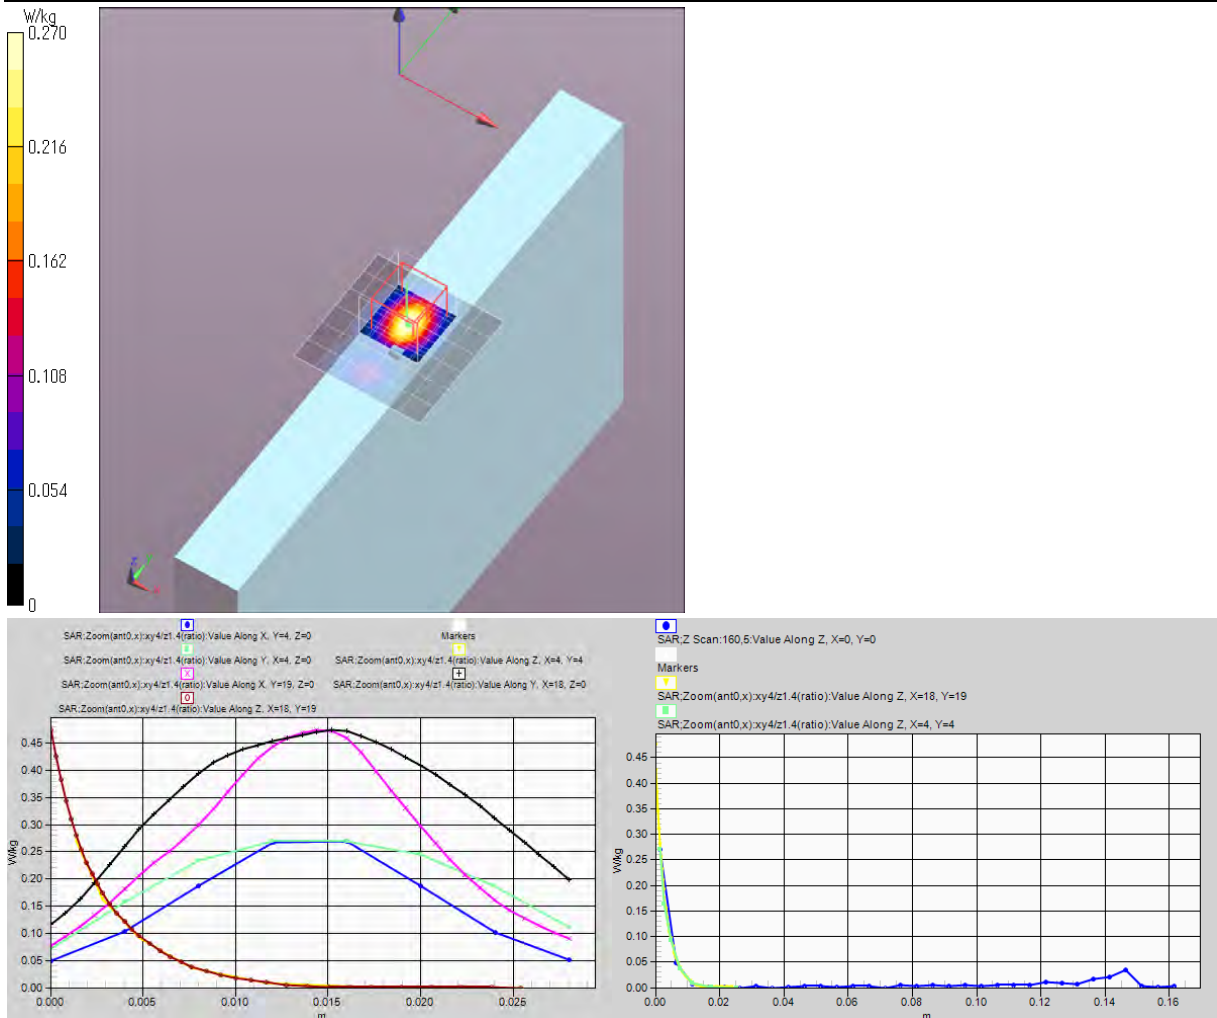 W/kg
0.270
0.216
0.162
0.108
0.054
0
SAR;Zoom(ant0,x):xy4/z1.4(ratio):Value Along X, Y=4, Z=0
SAR;Zoom(ant0,x):xy4/z1.4(ratio):Value Along Y, X=4, Z=0
SAR;Zoom(ant0,x):xy4/z1.4(ratio):Value Along X, Y=19, Z=0
SAR;Zoom(ant0,x):xy4/z1.4(ratio):Value Along Z, X=18, Y=19
Markers
SAR;Zoom(ant0,x):xy4/z1.4(ratio):Value Along Z, X=4, Y=4
SAR;Zoom(ant0,x):xy4/z1.4(ratio):Value Along Y, X=18, Z=0
W/kg
0.45
0.40
0.35
0.30
0.25
0.20
0.15
0.10
0.05
0.00
0.000 0.005 0.010 0.015 0.020 0.025
m
SAR;Z Scan:160,5:Value Along Z, X=0, Y=0
Markers
SAR;Zoom(ant0,x):xy4/z1.4(ratio):Value Along Z, X=18, Y=19
SAR;Zoom(ant0,x):xy4/z1.4(ratio):Value Along Z, X=4, Y=4
W/kg
0.45
0.40
0.35
0.30
0.25
0.20
0.15
0.10
0.05
0.00
0.00 0.02 0.04 0.06 0.08 0.10 0.12 0.14 0.16
m